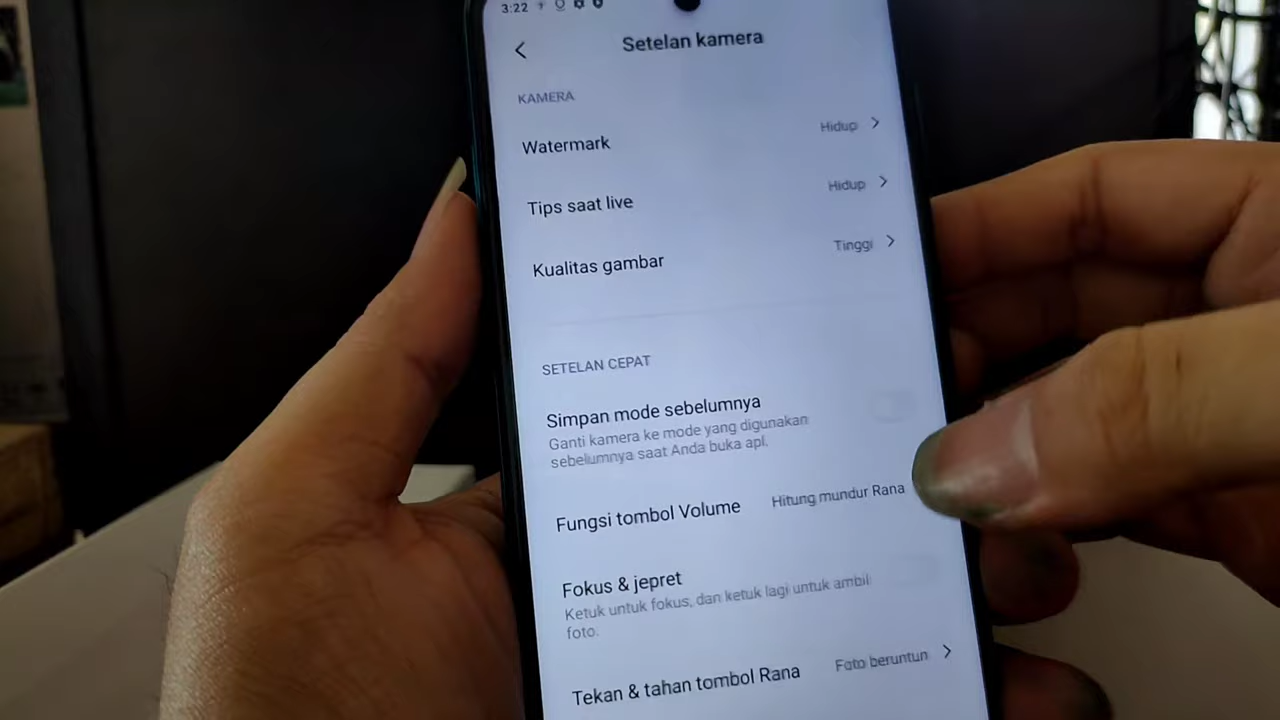 3:22
Setelan kamera
KAMERA
Watermark Hidup
Tips saat live Hidup
Kualitas gambar Tinggi
SETELAN CEPAT
Simpan mode sebelumnya
Ganti kamera ke mode yang digunakan
sebelumnya saat Anda buka apl.
Fungsi tombol Volume Hitung mundur Rana
Fokus & jepret
Ketuk untuk fokus, dan ketuk lagi untuk ambil
foto.
Tekan & tahan tombol Rana Foto beruntun